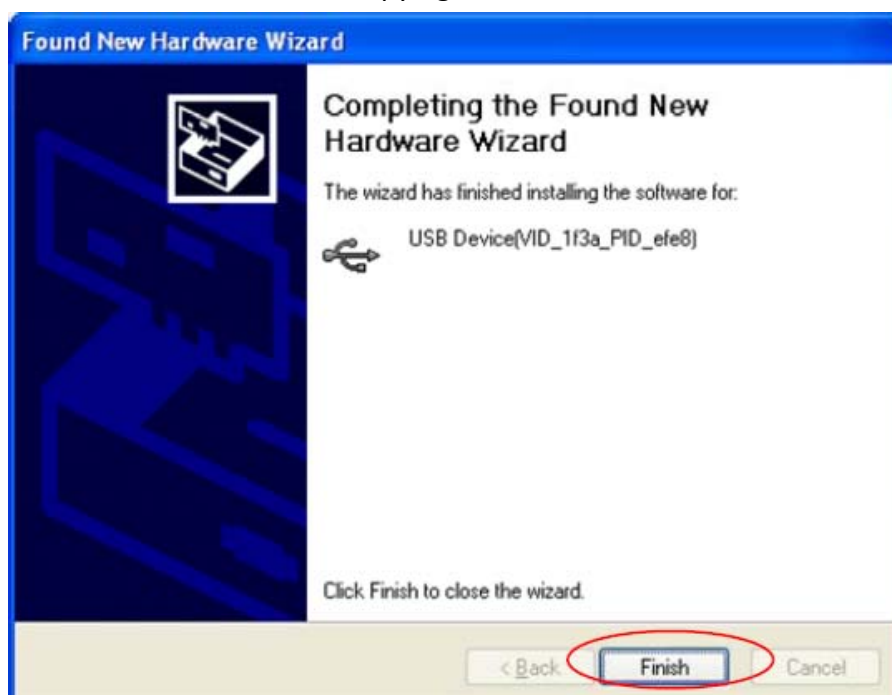 Found New Hardware Wizard
Completing the Found New
Hardware Wizard
The wizard has finished installing the software for:
USB Device(VID_1f3a_PID_efe8)
Click Finish to close the wizard.
< Back Finish Cancel